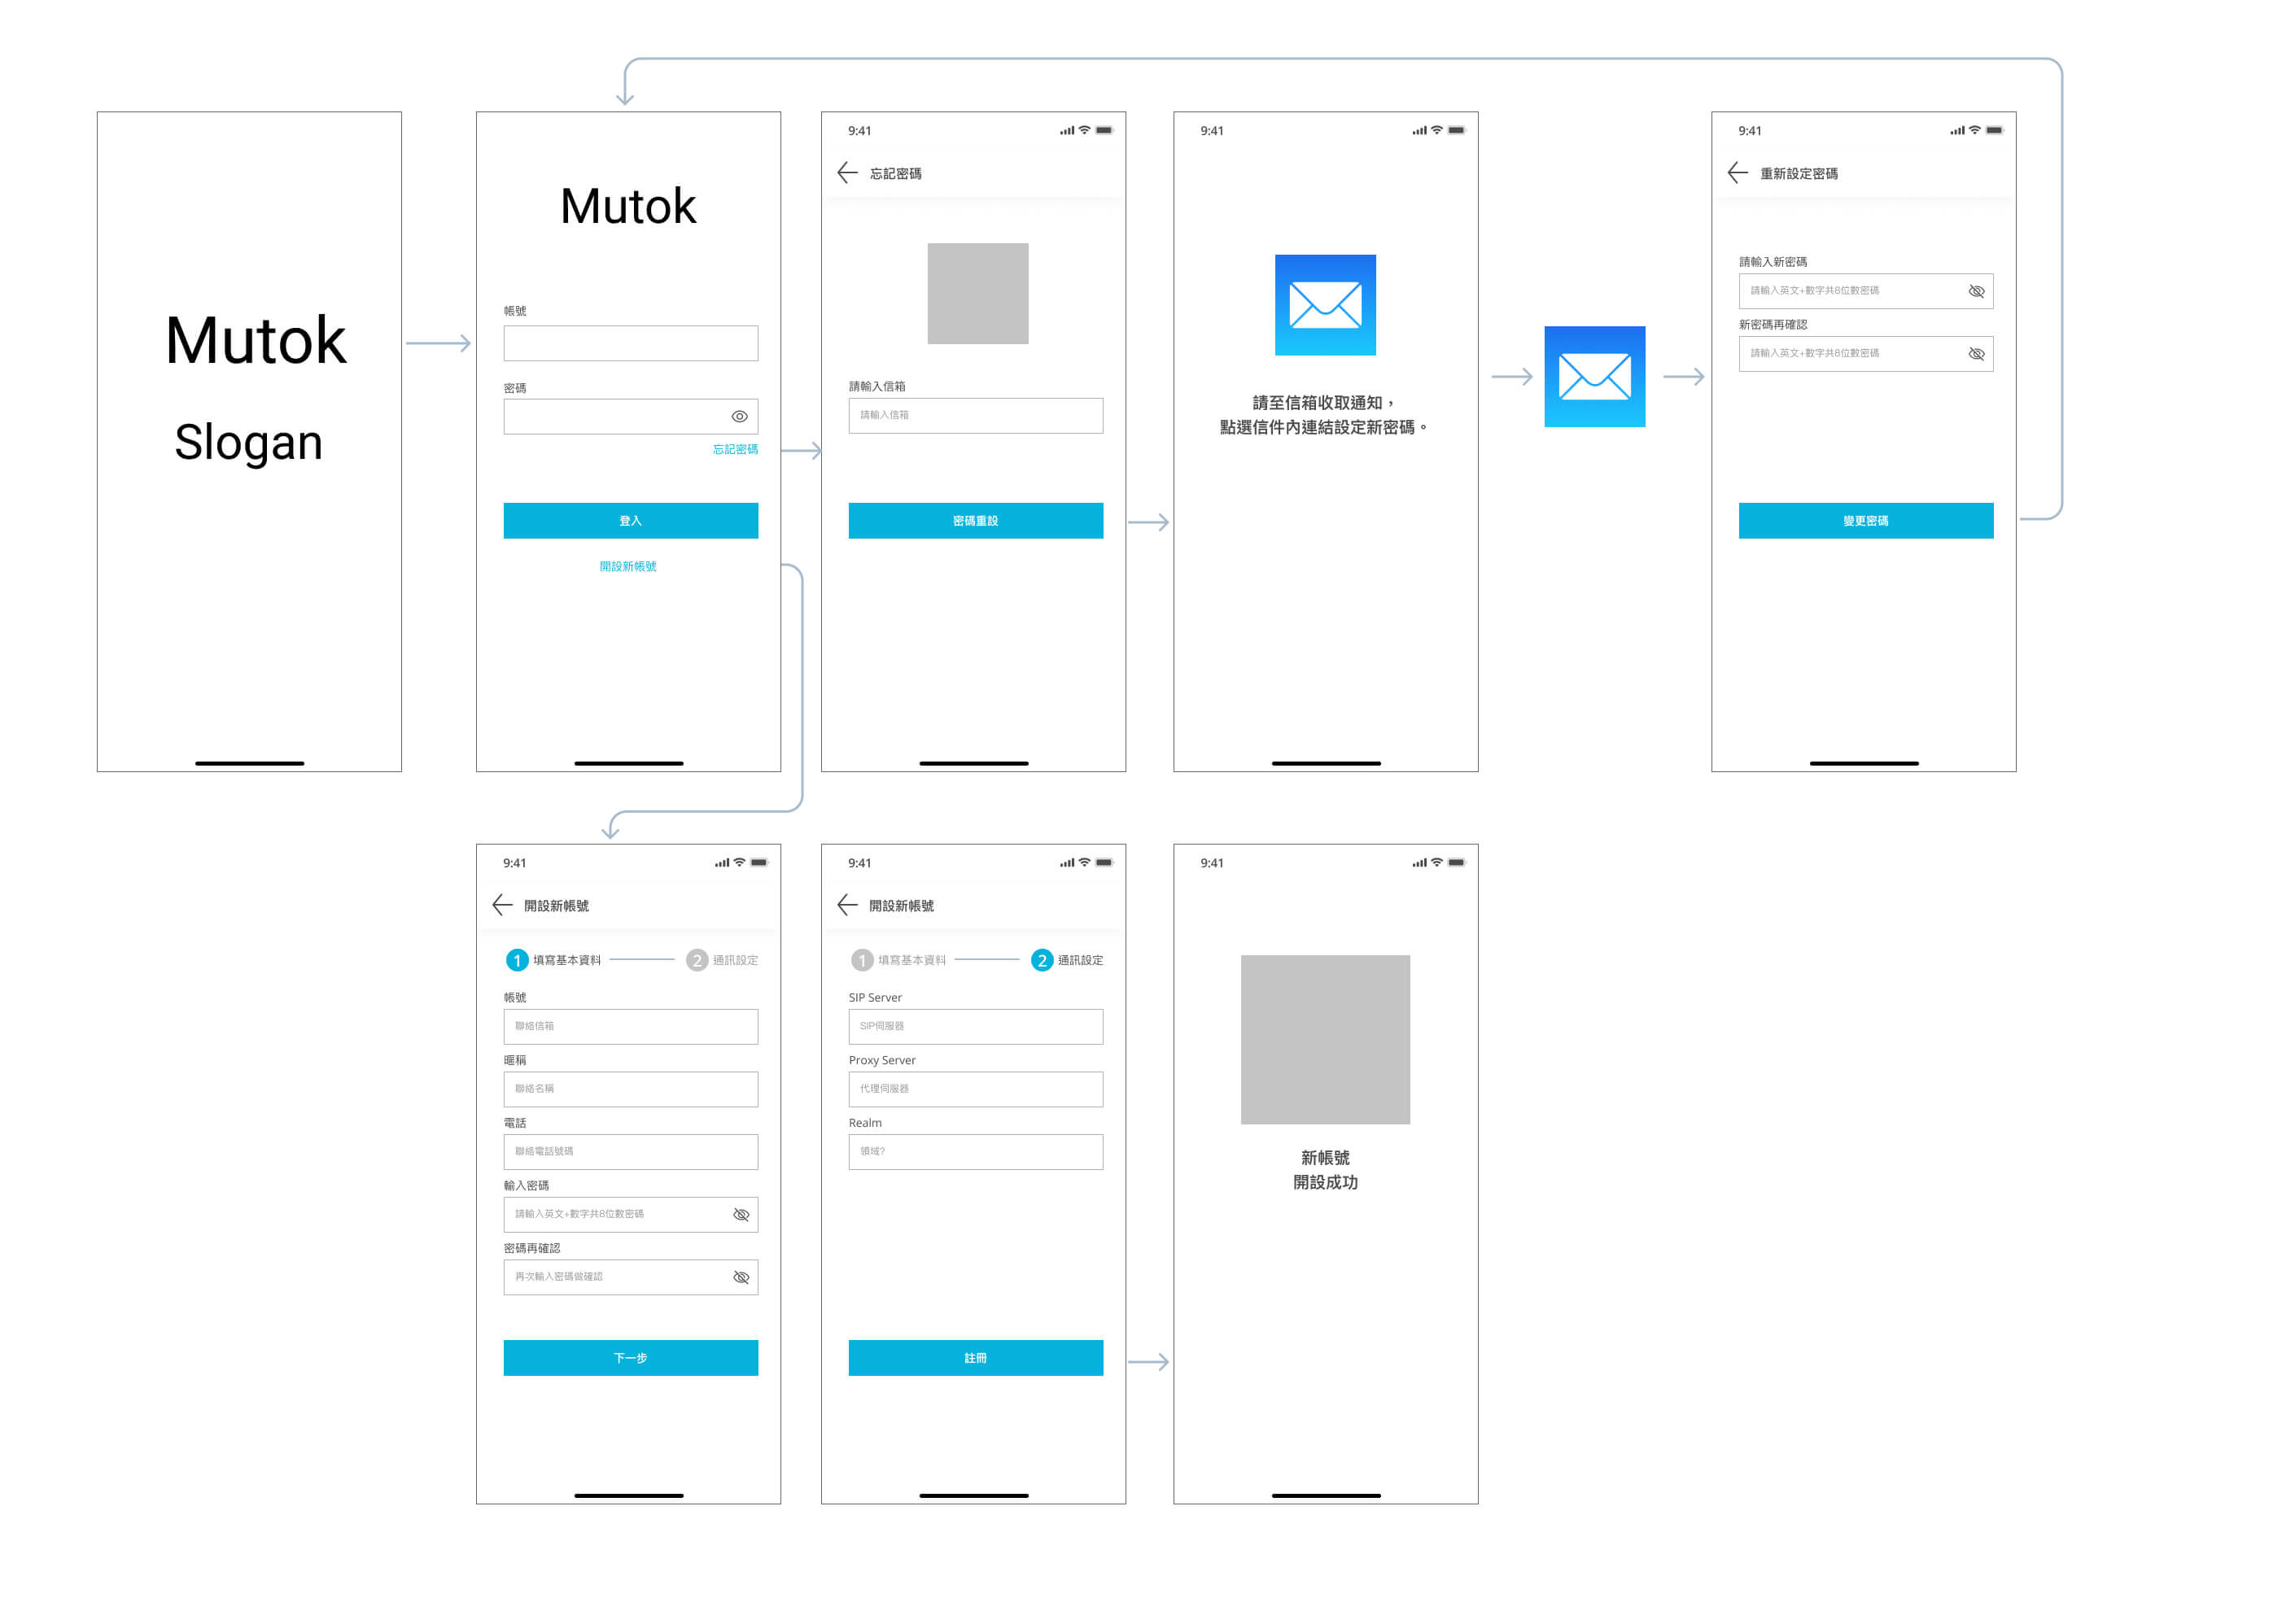 Mutok
Slogan
Mutok
帳號
密碼
忘記密碼
登入
開設新帳號
9:41
忘記密碼
請輸入信箱
請輸入信箱
密碼重設
9:41
請至信箱收取通知，
點選信件內連結設定新密碼。
9:41
重新設定密碼
請輸入新密碼
請輸入英文+數字共8位數密碼
新密碼再確認
請輸入英文+數字共8位數密碼
變更密碼
9:41
開設新帳號
1 填寫基本資料 2 通訊設定
帳號
聯絡信箱
暱稱
聯絡名稱
電話
聯絡電話號碼
輸入密碼
請輸入英文+數字共8位數密碼
密碼再確認
再次輸入密碼做確認
下一步
9:41
開設新帳號
1 填寫基本資料 2 通訊設定
SIP Server
SIP伺服器
Proxy Server
代理伺服器
Realm
領域?
註冊
9:41
新帳號
開設成功